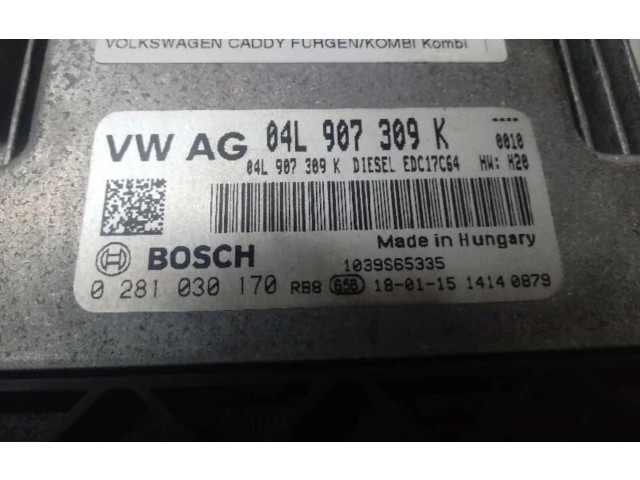 VOLKSWAGEN CADDY FURGEN/KOMBI Kombi
VW AG 04L 907 309 K 0010
04L 907 309 K DIESEL EDC17C64 HW: H20
Made in Hungary
BOSCH 1039S65335
0 281 030 170 RB8 658 18-01-15 1414 0879